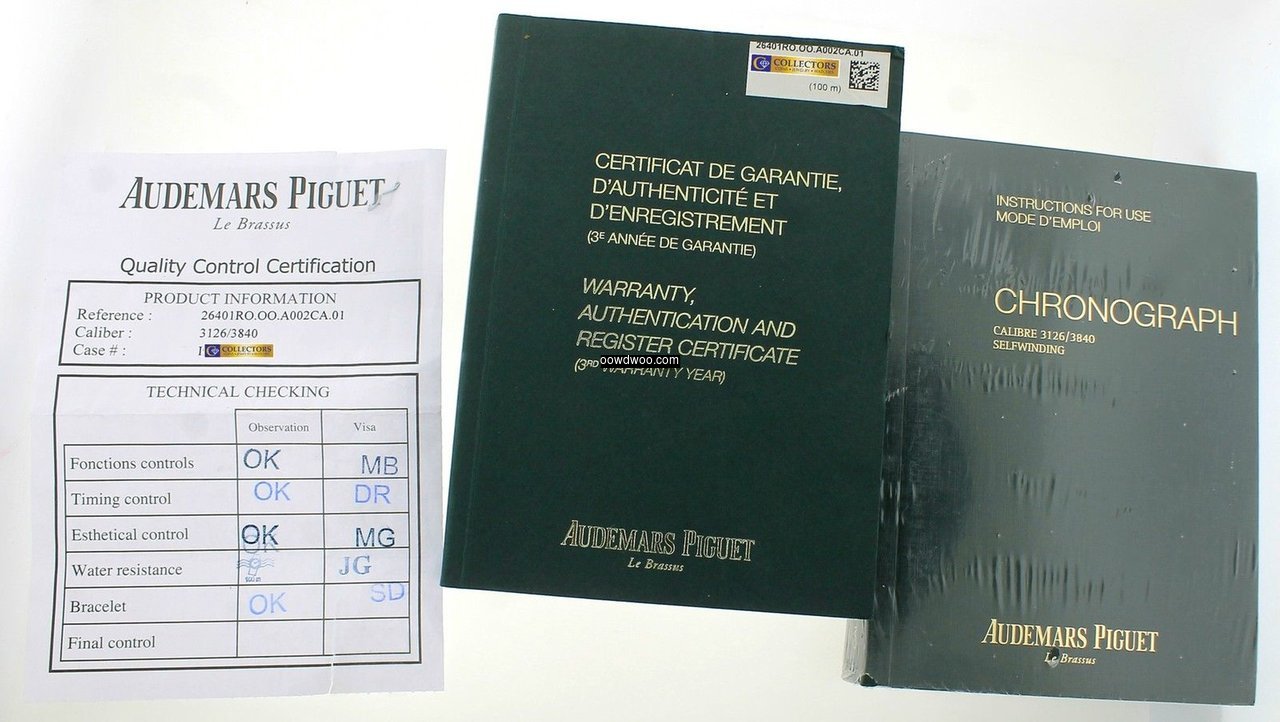 AUDEMARS PIGUET
Le Brassus
Quality Control Certification
PRODUCT INFORMATION
Reference : 26401RO.OO.A002CA.01
Caliber : 3126/3840
Case # : I COLLECTORS
TECHNICAL CHECKING
Observation Visa
Fonctions controls OK MB
Timing control OK DR
Esthetical control OK MG
OK
Water resistance JG
Bracelet OK SD
Final control
26401RO.OO.A002CA.01
COLLECTORS
(100 m)
CERTIFICAT DE GARANTIE,
D'AUTHENTICITÉ ET
D'ENREGISTREMENT
(3E ANNÉE DE GARANTIE)
WARRANTY,
AUTHENTICATION AND
REGISTER CERTIFICATE
oowdwoo.com
(3RD WARRANTY YEAR)
AUDEMARS PIGUET
Le Brassus
INSTRUCTIONS FOR USE
MODE D'EMPLOI
CHRONOGRAPH
CALIBRE 3126/3840
SELFWINDING
AUDEMARS PIGUET
Le Brassus